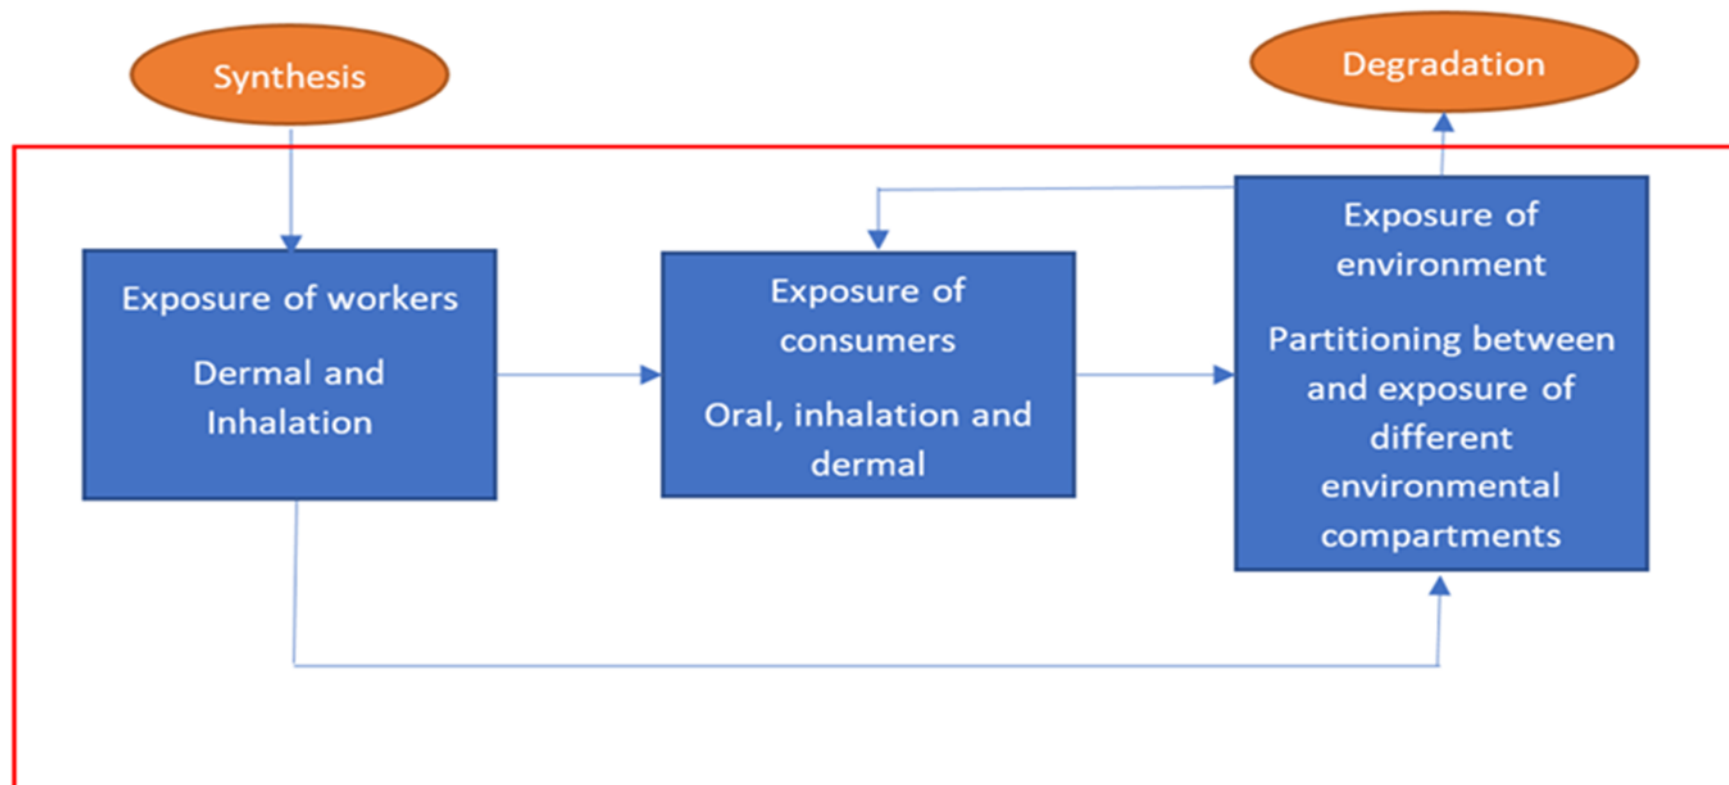 Synthesis
Degradation
Exposure of workers
Dermal and
Inhalation
Exposure of
consumers
Oral, inhalation and
dermal
Exposure of
environment
Partitioning between
and exposure of
different
environmental
compartments